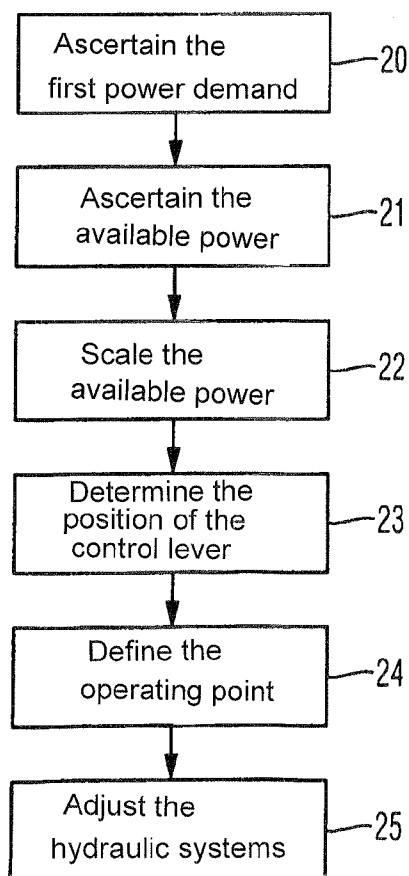 Ascertain the
first power demand
20
Ascertain the
available power
21
Scale the
available power
22
Determine the
position of the
control lever
23
Define the
operating point
24
Adjust the
hydraulic systems
25